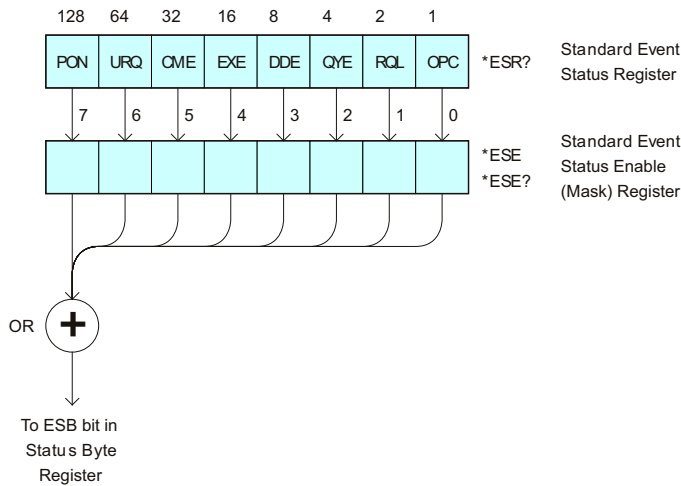 128 64 32 16 8 4 2 1
PON URQ CME EXE DDE QYE RQL OPC
*ESR?
Standard Event
Status Register
7 6 5 4 3 2 1 0
*ESE
*ESE?
Standard Event
Status Enable
(Mask) Register
OR
+
To ESB bit in
Status Byte
Register